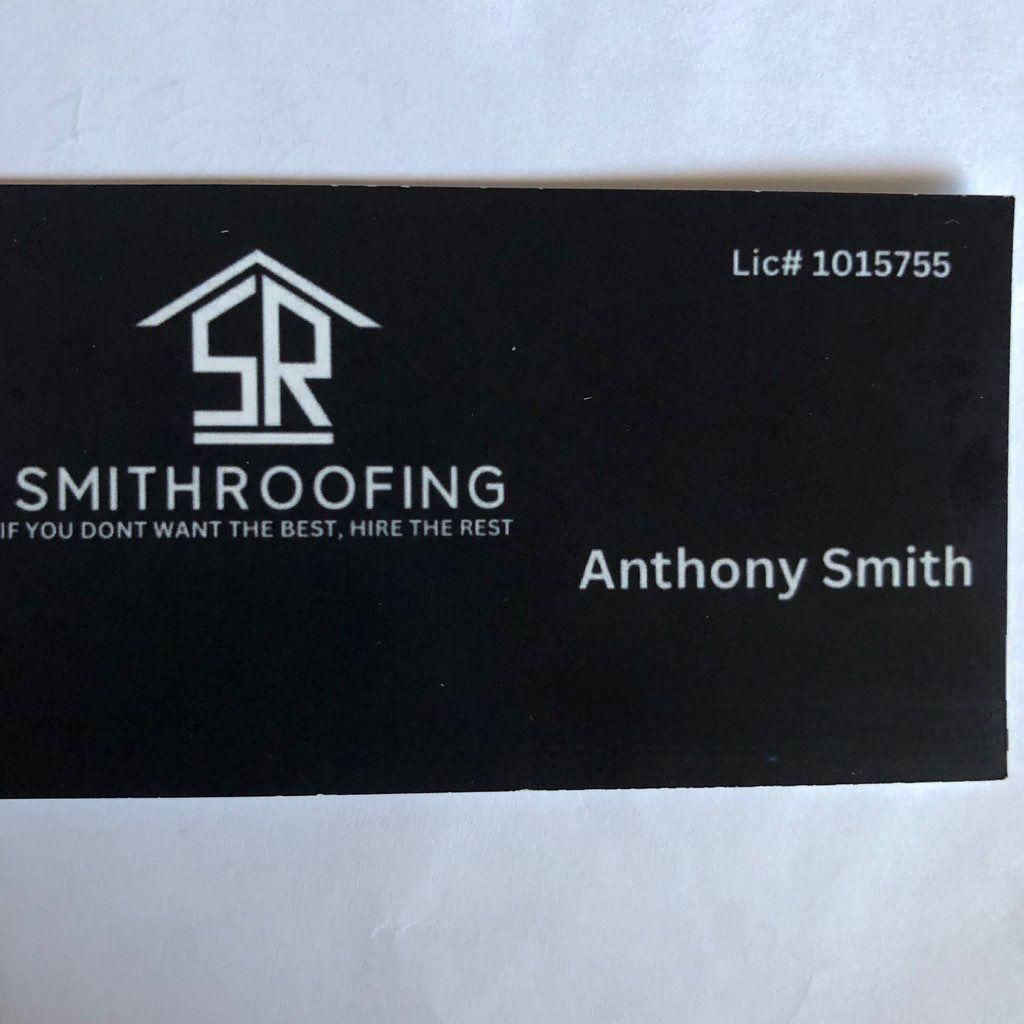 Lic# 1015755
SR
SMITHROOFING
IF YOU DONT WANT THE BEST, HIRE THE REST
Anthony Smith